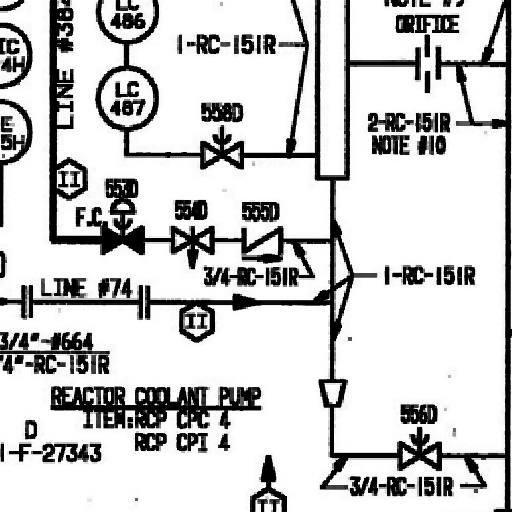 LC
486
ORIFICE
1-RC-151R
LINE #384
IC
4H
LC
487
558D
2-RC-151R
NOTE #10
E
5H
II
553D
F.C.
554D
555D
3/4-RC-151R
1-RC-151R
LINE #74
II
3/4"-#664
4"-RC-151R
REACTOR COOLANT PUMP
ITEM:RCP CPC 4
RCP CPI 4
D
1-F-27343
556D
3/4-RC-151R
II